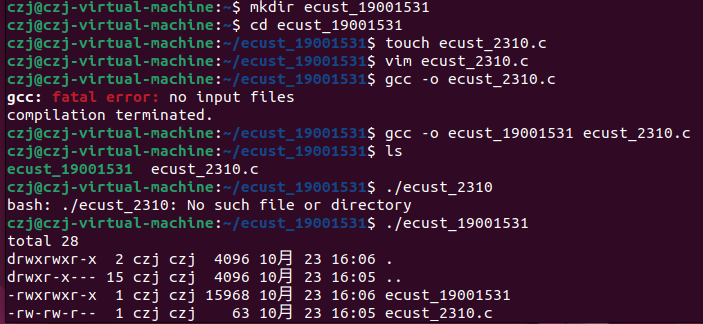 czj@czj-virtual-machine:~$ mkdir ecust_19001531
czj@czj-virtual-machine:~$ cd ecust_19001531
czj@czj-virtual-machine:~/ecust_19001531$ touch ecust_2310.c
czj@czj-virtual-machine:~/ecust_19001531$ vim ecust_2310.c
czj@czj-virtual-machine:~/ecust_19001531$ gcc -o ecust_2310.c
gcc: fatal error: no input files
compilation terminated.
czj@czj-virtual-machine:~/ecust_19001531$ gcc -o ecust_19001531 ecust_2310.c
czj@czj-virtual-machine:~/ecust_19001531$ ls
ecust_19001531  ecust_2310.c
czj@czj-virtual-machine:~/ecust_19001531$ ./ecust_2310
bash: ./ecust_2310: No such file or directory
czj@czj-virtual-machine:~/ecust_19001531$ ./ecust_19001531
total 28
drwxrwxr-x  2 czj czj  4096 10月 23 16:06 .
drwxr-x--- 15 czj czj  4096 10月 23 16:05 ..
-rwxrwxr-x  1 czj czj 15968 10月 23 16:06 ecust_19001531
-rw-rw-r--  1 czj czj    63 10月 23 16:05 ecust_2310.c